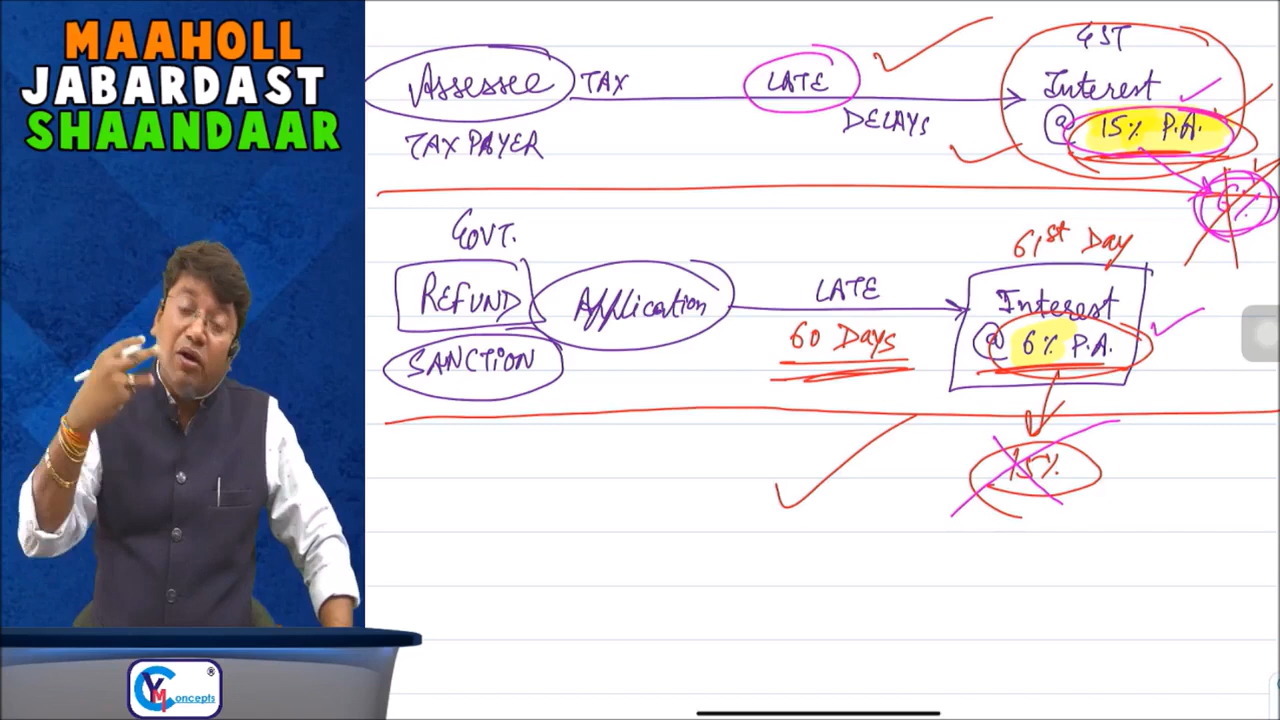 MAAHOLL
JABARDAST
SHAANDAAR
GST
Assessee TAX LATE Interest
TAX PAYER DELAYS @ 15% P.A.
GOVT. 61st Day
REFUND Application LATE Interest
SANCTION 60 Days @ 6% P.A.
15%
YM Concepts ®